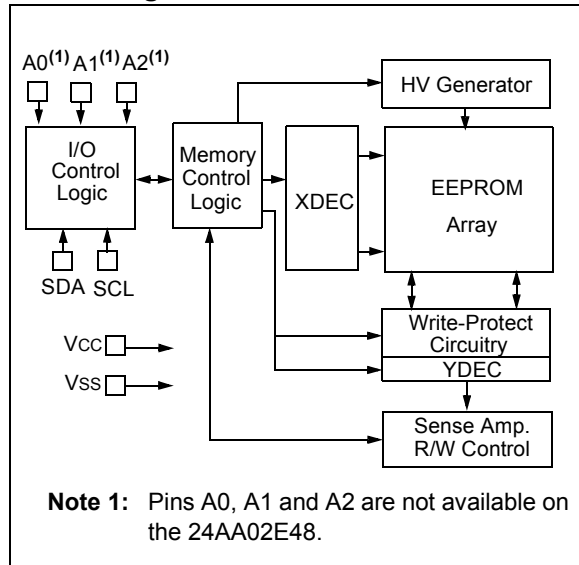 A0(1) A1(1) A2(1)
HV Generator
I/O
Control
Logic
Memory
Control
Logic
XDEC
EEPROM
Array
SDA SCL
Write-Protect
Circuitry
YDEC
VCC
VSS
Sense Amp.
R/W Control
Note 1: Pins A0, A1 and A2 are not available on
the 24AA02E48.